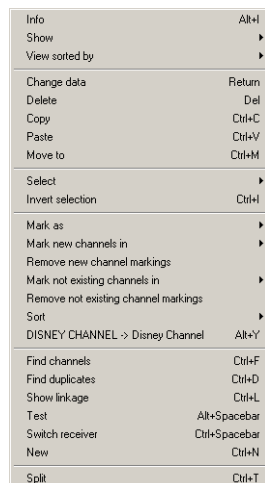 Info Alt+I
Show
View sorted by
Change data Return
Delete Del
Copy Ctrl+C
Paste Ctrl+V
Move to Ctrl+M
Select
Invert selection Ctrl+I
Mark as
Mark new channels in
Remove new channel markings
Mark not existing channels in
Remove not existing channel markings
Sort
DISNEY CHANNEL -> Disney Channel Alt+Y
Find channels Ctrl+F
Find duplicates Ctrl+D
Show linkage Ctrl+L
Test Alt+Spacebar
Switch receiver Ctrl+Spacebar
New Ctrl+N
Split Ctrl+T